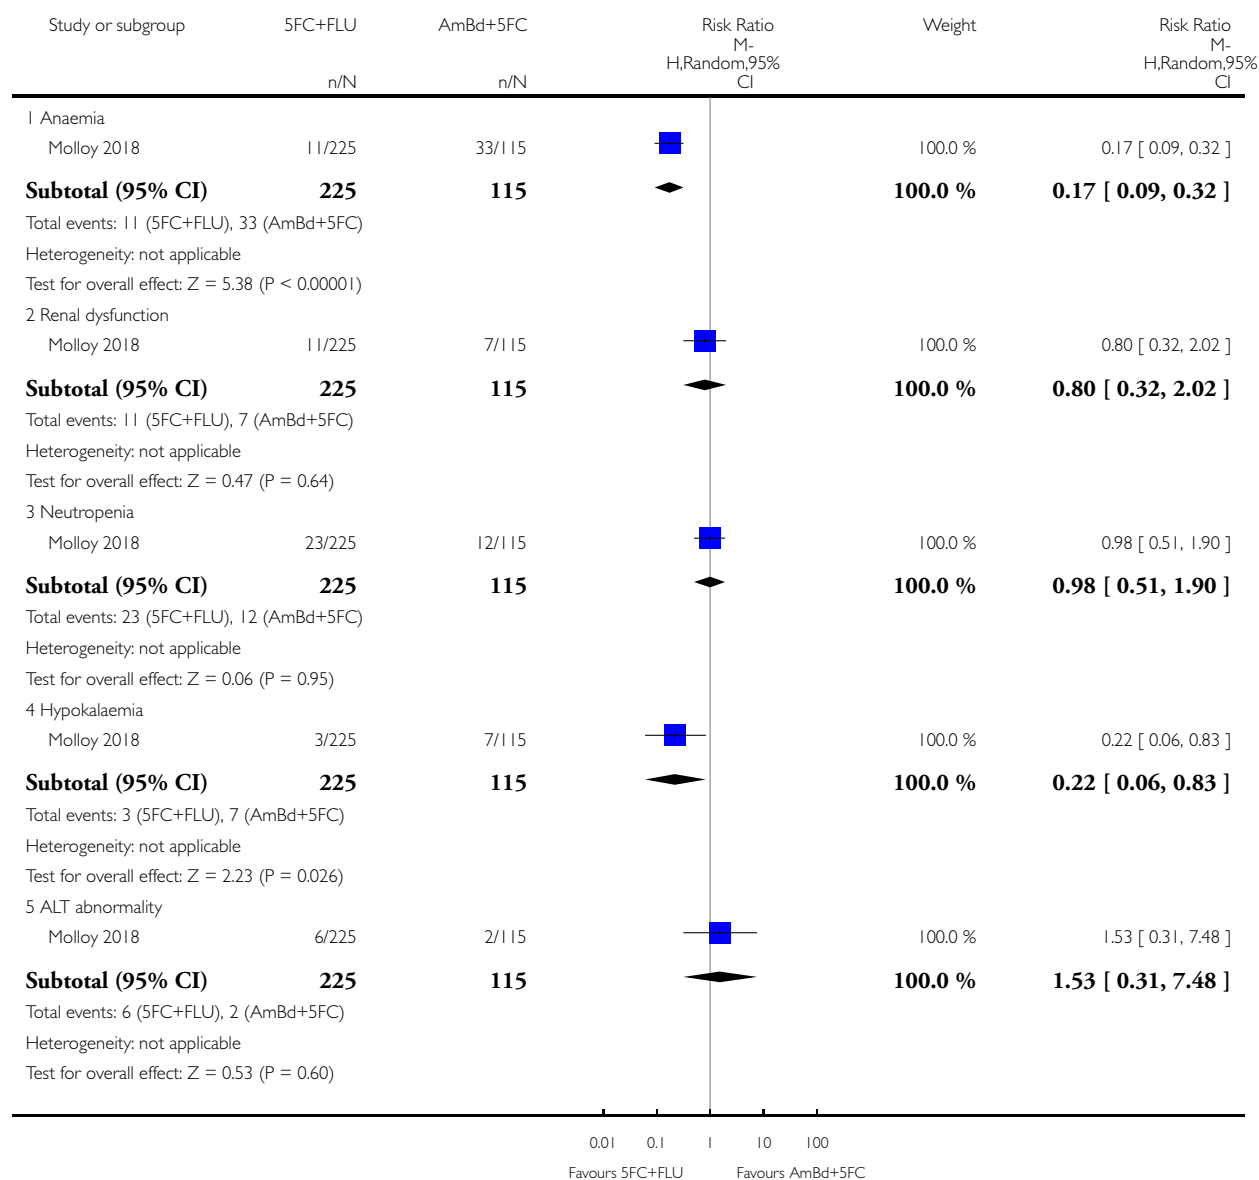 Study or subgroup 5FC+FLU AmBd+5FC Risk Ratio Weight Risk Ratio
M- M-
H,Random,95% H,Random,95%
n/N n/N CI CI
1 Anaemia
Molloy 2018 11/225 33/115 100.0 % 0.17 [ 0.09, 0.32 ]
Subtotal (95% CI) 225 115 100.0 % 0.17 [ 0.09, 0.32 ]
Total events: 11 (5FC+FLU), 33 (AmBd+5FC)
Heterogeneity: not applicable
Test for overall effect: Z = 5.38 (P < 0.00001)
2 Renal dysfunction
Molloy 2018 11/225 7/115 100.0 % 0.80 [ 0.32, 2.02 ]
Subtotal (95% CI) 225 115 100.0 % 0.80 [ 0.32, 2.02 ]
Total events: 11 (5FC+FLU), 7 (AmBd+5FC)
Heterogeneity: not applicable
Test for overall effect: Z = 0.47 (P = 0.64)
3 Neutropenia
Molloy 2018 23/225 12/115 100.0 % 0.98 [ 0.51, 1.90 ]
Subtotal (95% CI) 225 115 100.0 % 0.98 [ 0.51, 1.90 ]
Total events: 23 (5FC+FLU), 12 (AmBd+5FC)
Heterogeneity: not applicable
Test for overall effect: Z = 0.06 (P = 0.95)
4 Hypokalaemia
Molloy 2018 3/225 7/115 100.0 % 0.22 [ 0.06, 0.83 ]
Subtotal (95% CI) 225 115 100.0 % 0.22 [ 0.06, 0.83 ]
Total events: 3 (5FC+FLU), 7 (AmBd+5FC)
Heterogeneity: not applicable
Test for overall effect: Z = 2.23 (P = 0.026)
5 ALT abnormality
Molloy 2018 6/225 2/115 100.0 % 1.53 [ 0.31, 7.48 ]
Subtotal (95% CI) 225 115 100.0 % 1.53 [ 0.31, 7.48 ]
Total events: 6 (5FC+FLU), 2 (AmBd+5FC)
Heterogeneity: not applicable
Test for overall effect: Z = 0.53 (P = 0.60)
0.01 0.1 1 10 100
Favours 5FC+FLU Favours AmBd+5FC